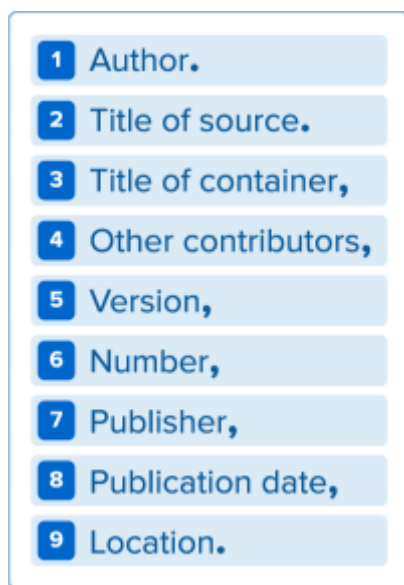 1 Author.
2 Title of source.
3 Title of container,
4 Other contributors,
5 Version,
6 Number,
7 Publisher,
8 Publication date,
9 Location.